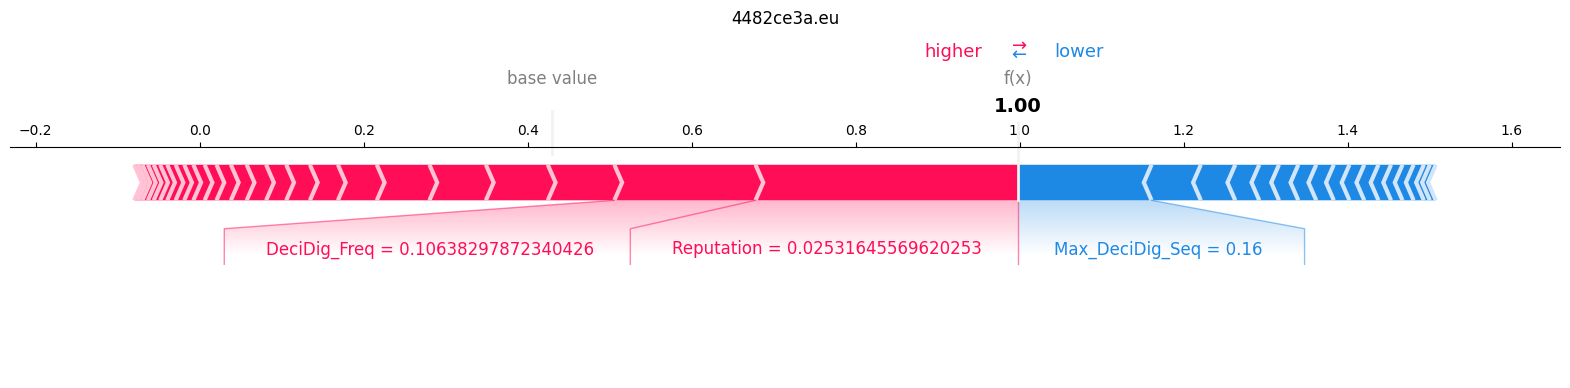 4482ce3a.eu
higher ⇄ lower
base value f(x)
1.00
−0.2 0.0 0.2 0.4 0.6 0.8 1.0 1.2 1.4 1.6
DeciDig_Freq = 0.10638297872340426 Reputation = 0.02531645569620253 Max_DeciDig_Seq = 0.16